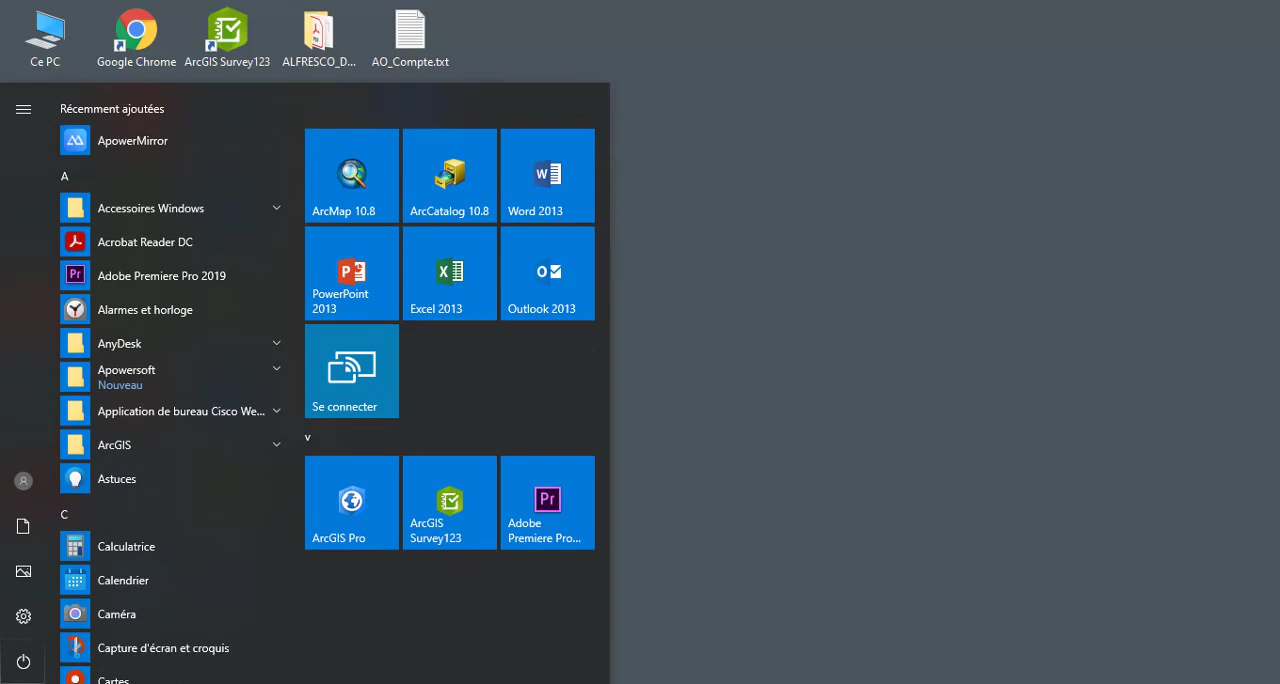 Ce PC
Google Chrome
ArcGIS Survey123
ALFRESCO_D...
AO_Compte.txt
Récemment ajoutées
ApowerMirror
A
Accessoires Windows
Acrobat Reader DC
Adobe Premiere Pro 2019
Alarmes et horloge
AnyDesk
Apowersoft
Nouveau
Application de bureau Cisco We...
ArcGIS
Astuces
C
Calculatrice
Calendrier
Caméra
Capture d'écran et croquis
Cartes
ArcMap 10.8
ArcCatalog 10.8
Word 2013
PowerPoint
2013
Excel 2013
Outlook 2013
Se connecter
v
ArcGIS Pro
ArcGIS
Survey123
Adobe
Premiere Pro...